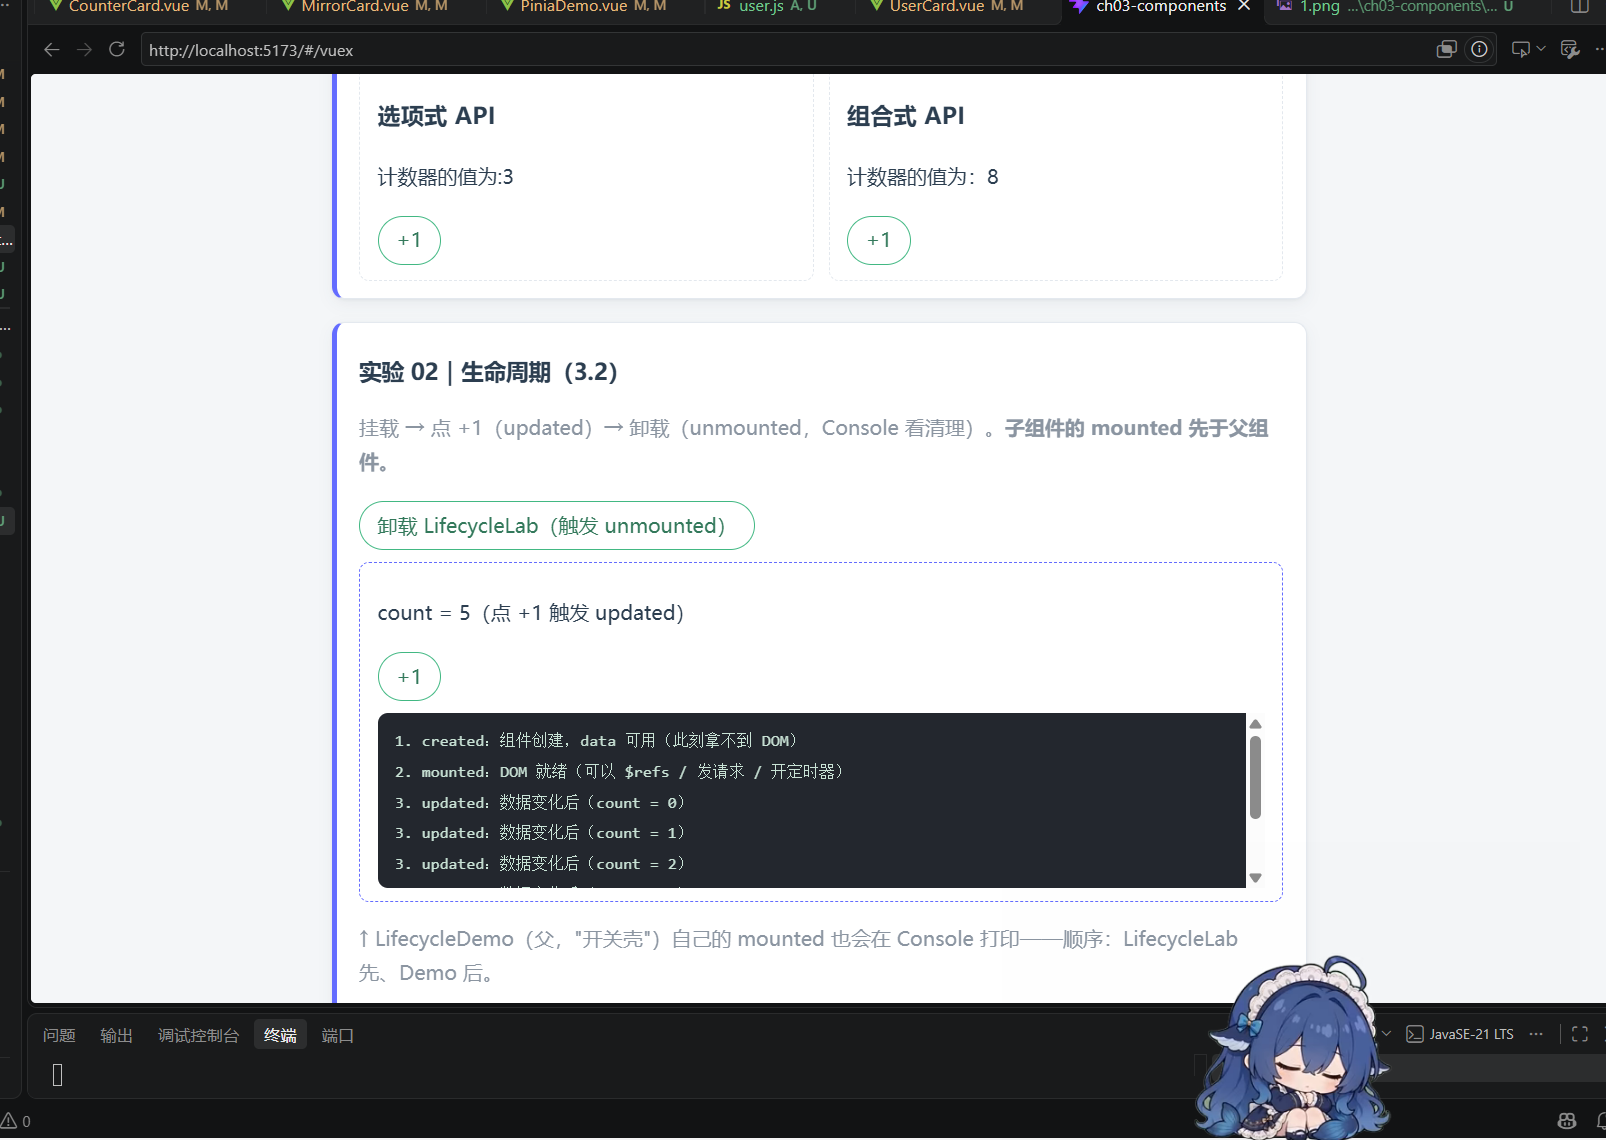 CounterCard.vue M, M
MirrorCard.vue M, M
PiniaDemo.vue M, M
JS user.js A, U
UserCard.vue M, M
ch03-components
1.png ...\ch03-components\... U
http://localhost:5173/#/vuex
选项式 API
组合式 API
计数器的值为:3
计数器的值为：8
+1
+1
实验 02 | 生命周期（3.2）
挂载 → 点 +1（updated）→ 卸载（unmounted，Console 看清理）。子组件的 mounted 先于父组
件。
卸载 LifecycleLab（触发 unmounted）
count = 5（点 +1 触发 updated）
+1
1. created：组件创建，data 可用（此刻拿不到 DOM）
2. mounted：DOM 就绪（可以 $refs / 发请求 / 开定时器）
3. updated：数据变化后（count = 0）
3. updated：数据变化后（count = 1）
3. updated：数据变化后（count = 2）
↑ LifecycleDemo（父，"开关壳"）自己的 mounted 也会在 Console 打印——顺序：LifecycleLab
先、Demo 后。
问题
输出
调试控制台
终端
端口
JavaSE-21 LTS
0